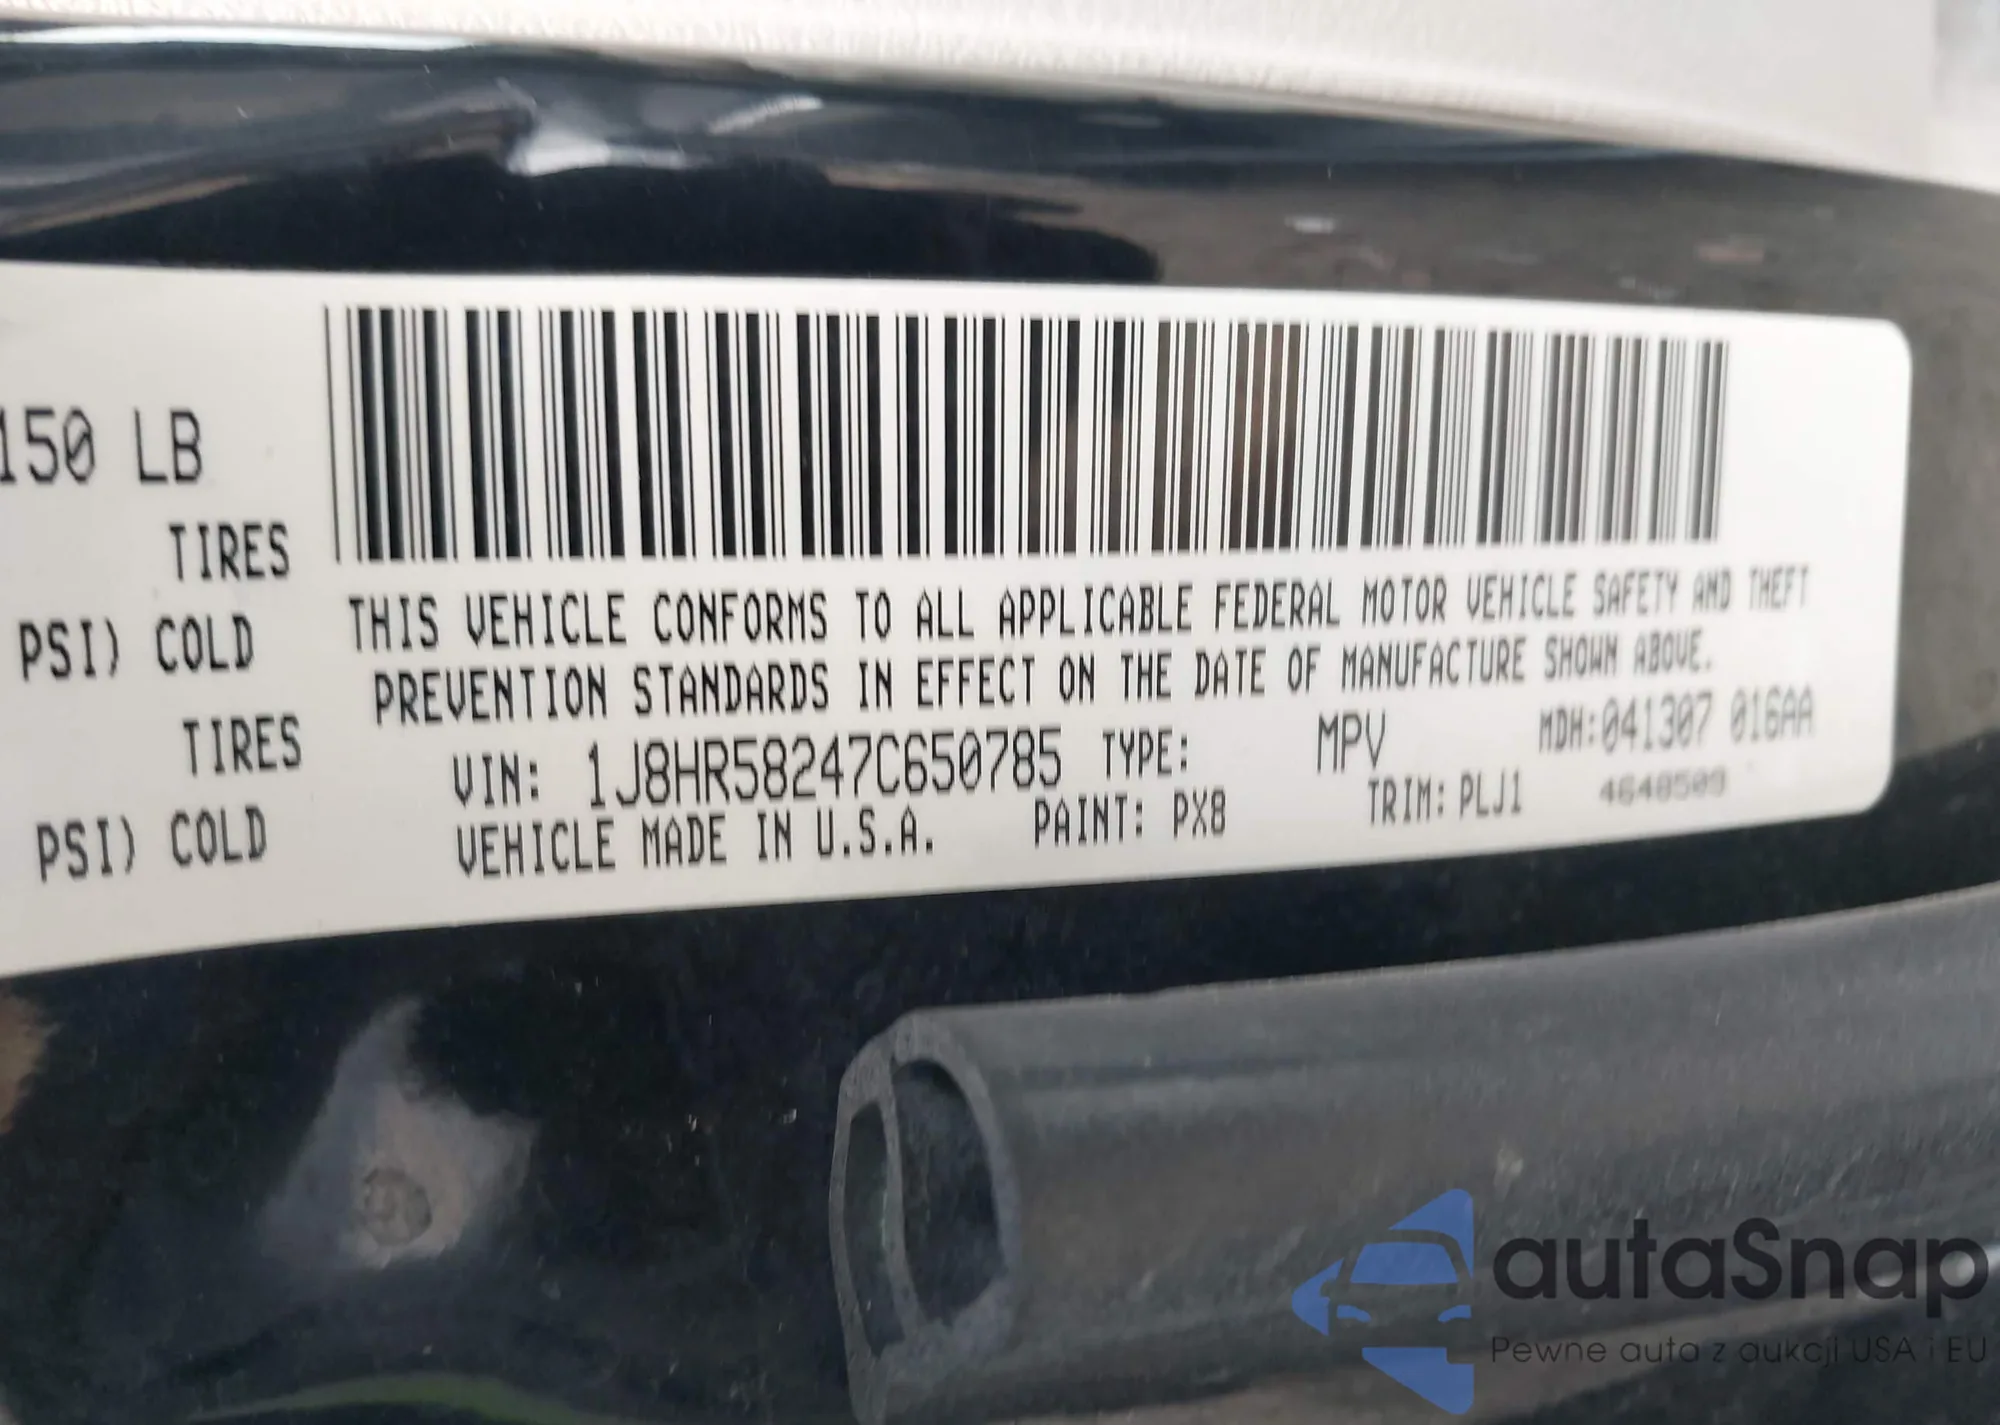 150 LB
TIRES
PSI) COLD
TIRES
PSI) COLD
THIS VEHICLE CONFORMS TO ALL APPLICABLE FEDERAL MOTOR VEHICLE SAFETY AND THEFT
PREVENTION STANDARDS IN EFFECT ON THE DATE OF MANUFACTURE SHOWN ABOVE.
VIN: 1J8HR58247C650785 TYPE: MPV MDH:041307 016AA
VEHICLE MADE IN U.S.A. PAINT: PX8 TRIM: PLJ1 4648509
autaSnap
Pewne auta z aukcji USA i EU